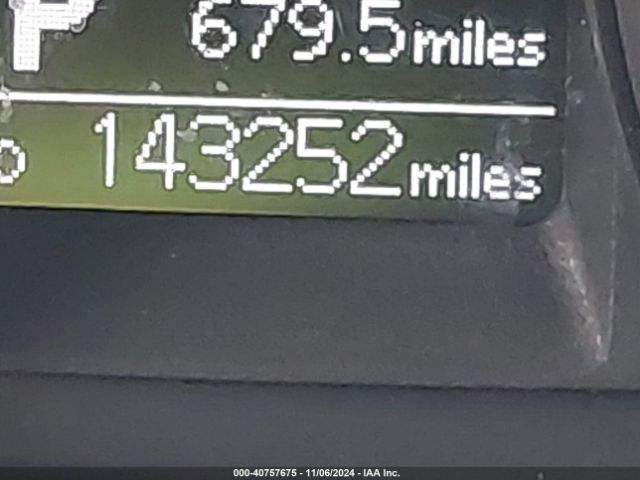 P 679.5 miles
o 143252 miles
000-40757675 - 11/06/2024 - IAA Inc.